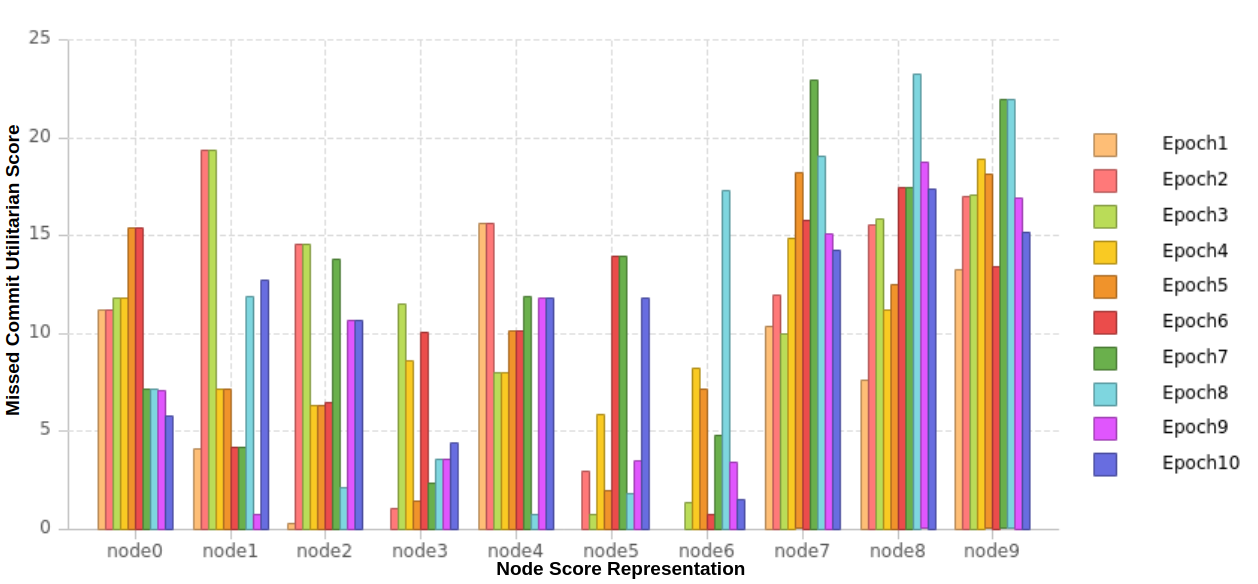 25
20
15
10
5
0
Missed Commit Utilitarian Score
node0 node1 node2 node3 node4 node5 node6 node7 node8 node9
Node Score Representation
Epoch1
Epoch2
Epoch3
Epoch4
Epoch5
Epoch6
Epoch7
Epoch8
Epoch9
Epoch10